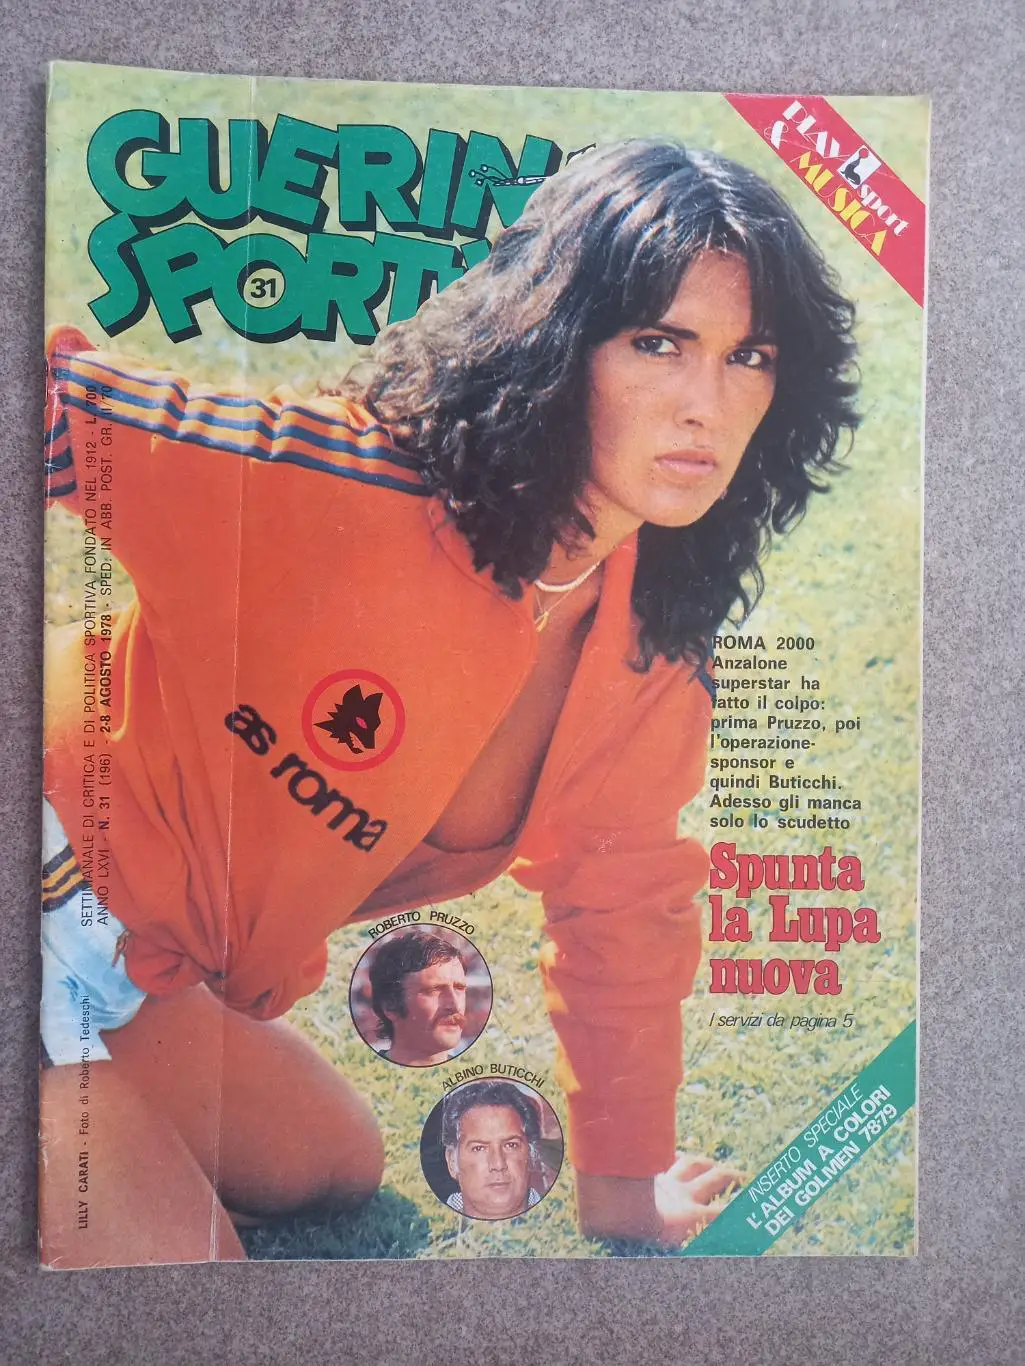 GUERIN
SPORTIV
31
PLAY
sport
& MUSICA
SETTIMANALE DI CRITICA E DI POLITICA SPORTIVA FONDATO NEL 1912 - L. 700
ANNO LXVI - N. 31 (196) - 2-8 AGOSTO 1978 - SPED: IN ABB. POST. GR. II/70
as roma
ROMA 2000
Anzalone
superstar ha
fatto il colpo:
prima Pruzzo, poi
l'operazione-
sponsor e
quindi Buticchi.
Adesso gli manca
solo lo scudetto
Spunta
la Lupa
nuova
I servizi da pagina 5
ROBERTO PRUZZO
ALBINO BUTICCHI
INSERTO SPECIALE
L'ALBUM A COLORI
DEI GOLMEN 78-79
LILLY CARATI - Foto di Roberto Tedeschi